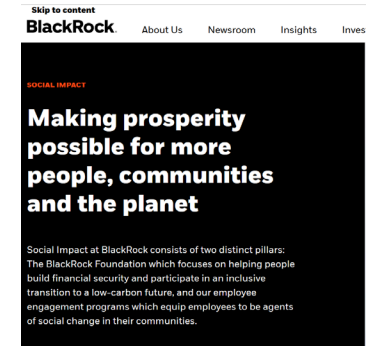 Skip to content
BlackRock.
About Us Newsroom Insights Inves
SOCIAL IMPACT
Making prosperity
possible for more
people, communities
and the planet
Social Impact at BlackRock consists of two distinct pillars:
The BlackRock Foundation which focuses on helping people
build financial security and participate in an inclusive
transition to a low-carbon future, and our employee
engagement programs which equip employees to be agents
of social change in their communities.